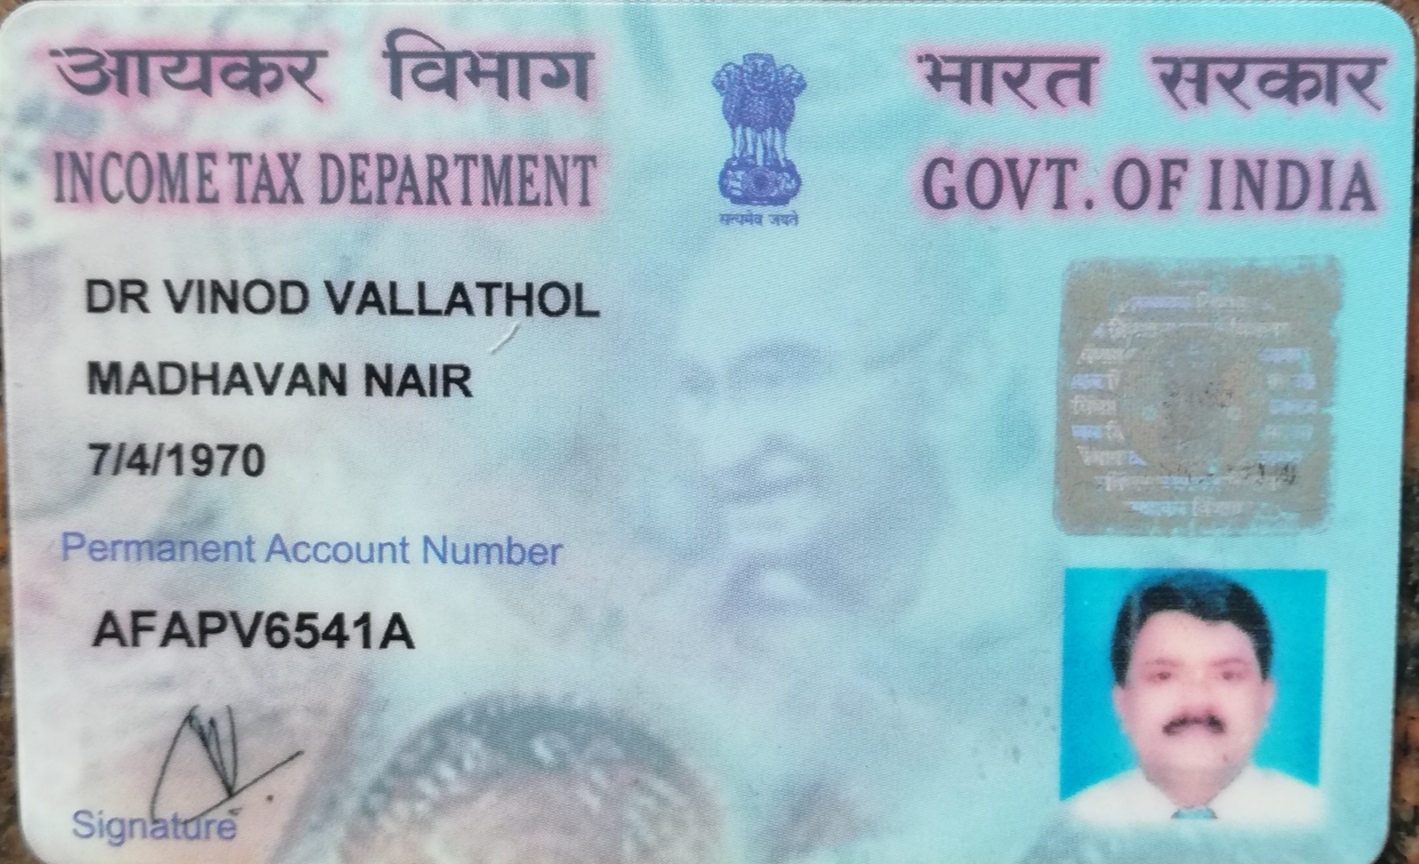 आयकर विभाग
INCOME TAX DEPARTMENT
सत्यमेव जयते
भारत सरकार
GOVT. OF INDIA
DR VINOD VALLATHOL
MADHAVAN NAIR
7/4/1970
Permanent Account Number
AFAPV6541A
Signature